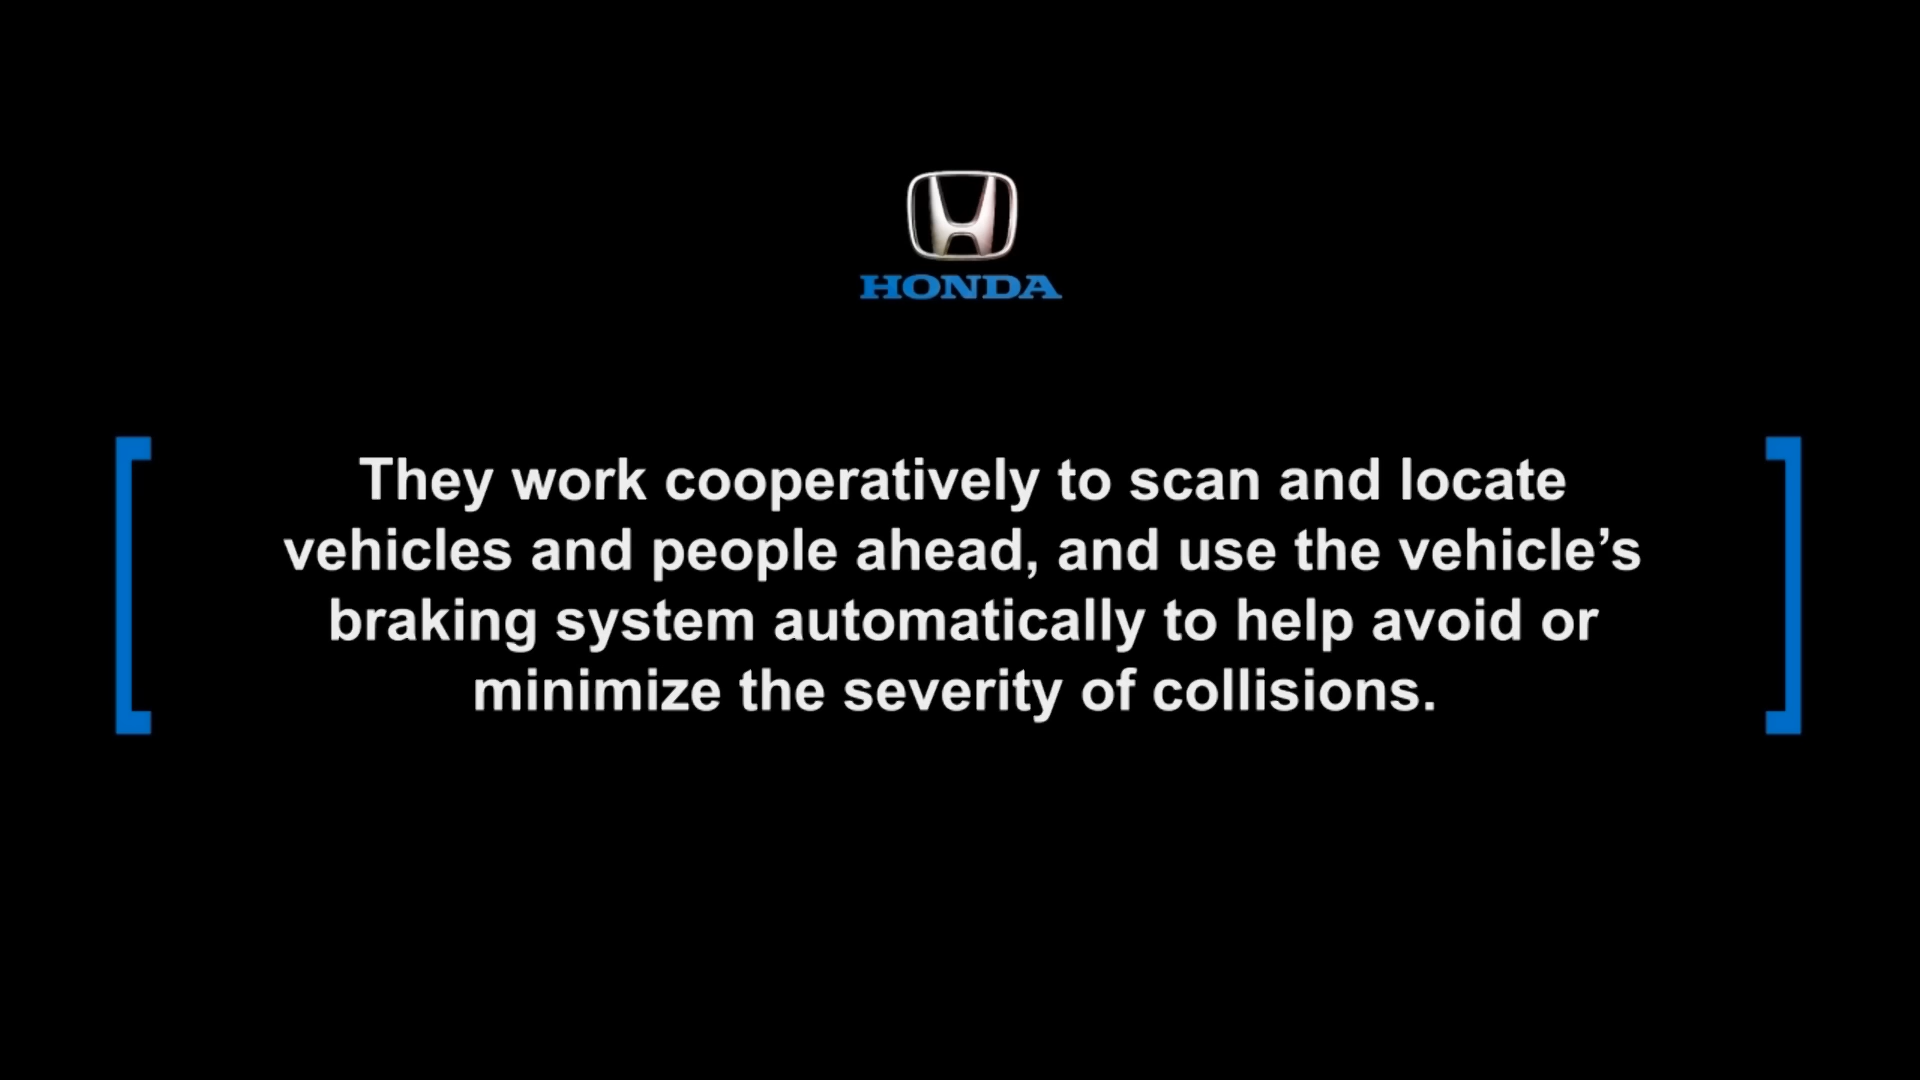 HONDA
They work cooperatively to scan and locate
vehicles and people ahead, and use the vehicle’s
braking system automatically to help avoid or
minimize the severity of collisions.